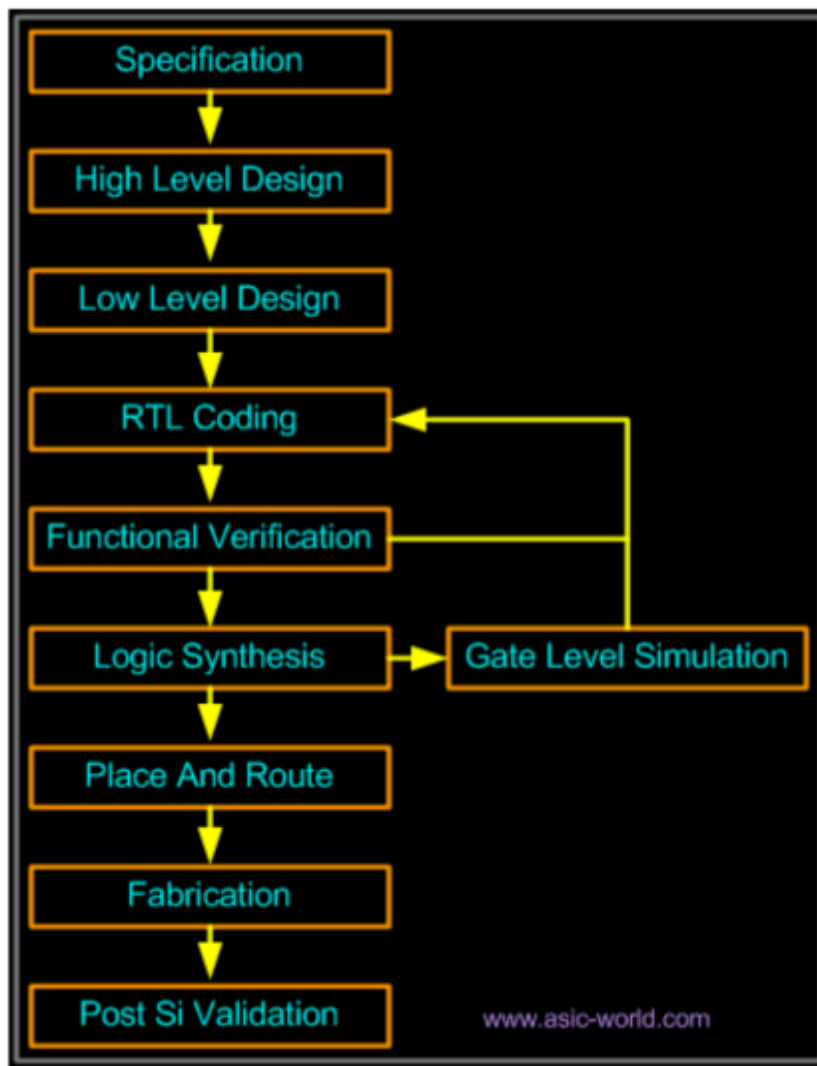 Specification
High Level Design
Low Level Design
RTL Coding
Functional Verification
Logic Synthesis
Gate Level Simulation
Place And Route
Fabrication
Post Si Validation
www.asic-world.com